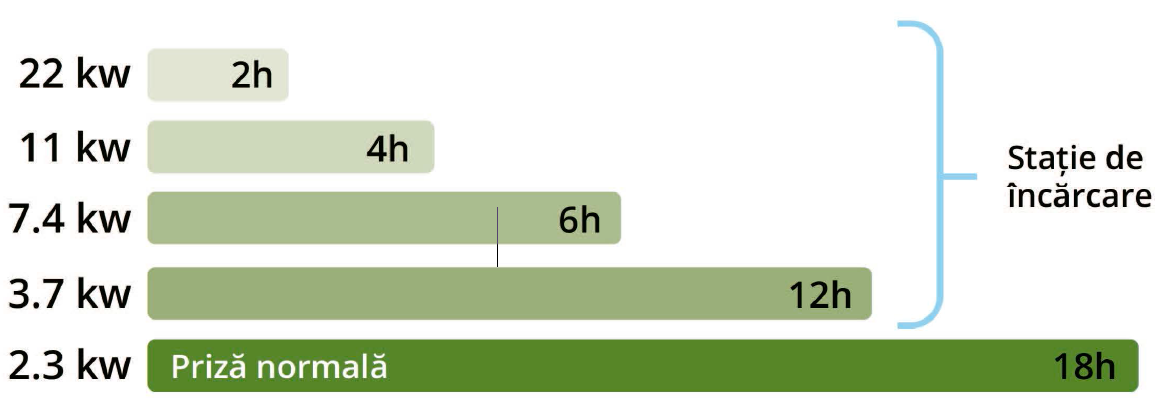 22 kw 2h
11 kw 4h
7.4 kw 6h
3.7 kw 12h
2.3 kw Priză normală 18h
Stație de
încărcare